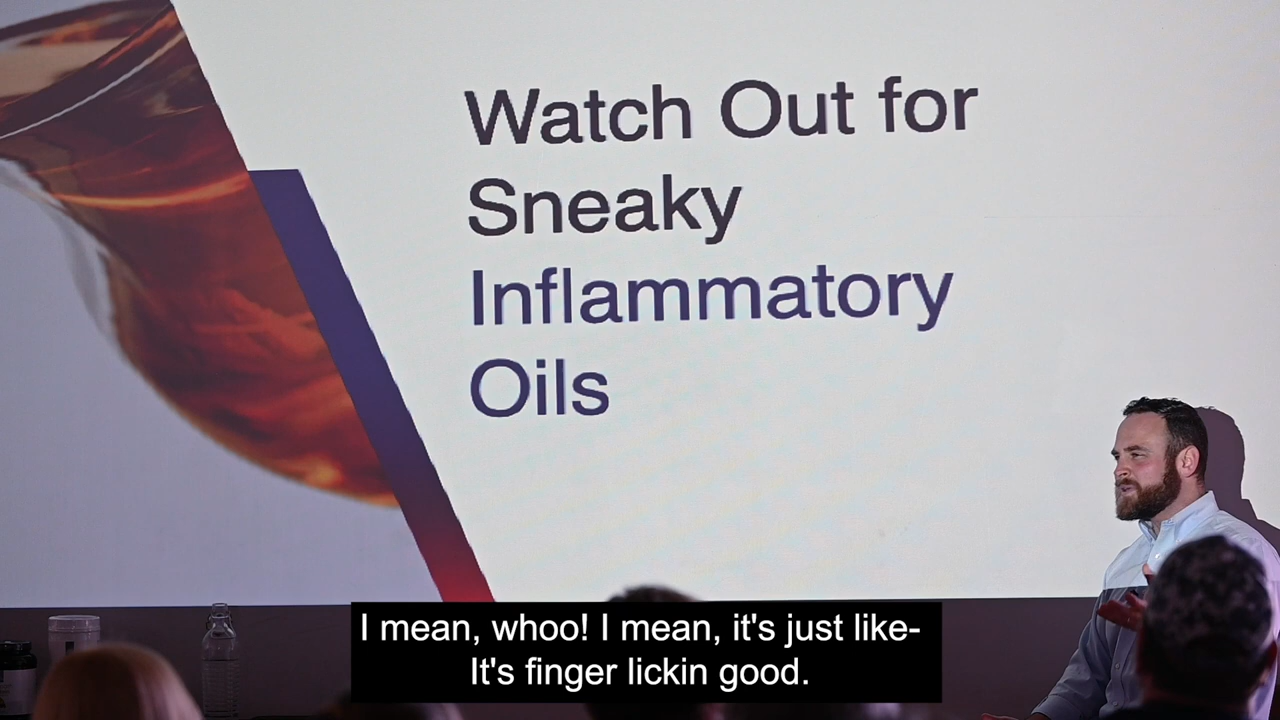 Watch Out for
Sneaky
Inflammatory
Oils
I mean, whoo! I mean, it's just like-
It's finger lickin good.